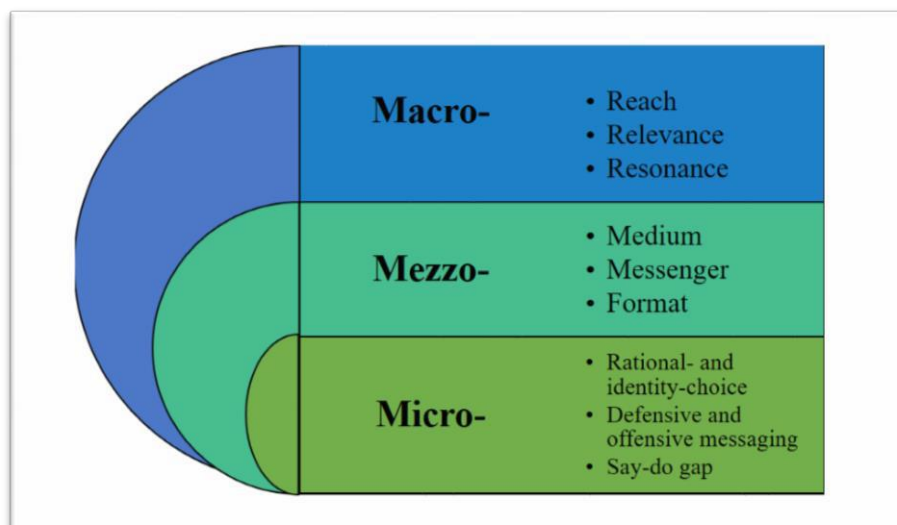 Macro-
• Reach
• Relevance
• Resonance
Mezzo-
• Medium
• Messenger
• Format
Micro-
• Rational- and
identity-choice
• Defensive and
offensive messaging
• Say-do gap